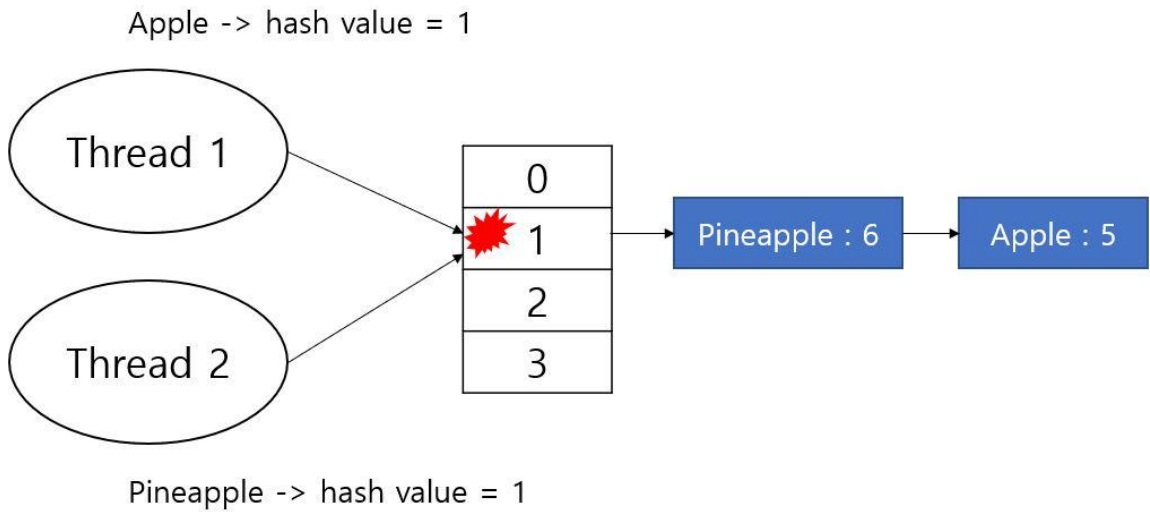 Apple -> hash value = 1
Thread 1
0
1
Pineapple : 6
Apple : 5
2
Thread 2
3
Pineapple -> hash value = 1